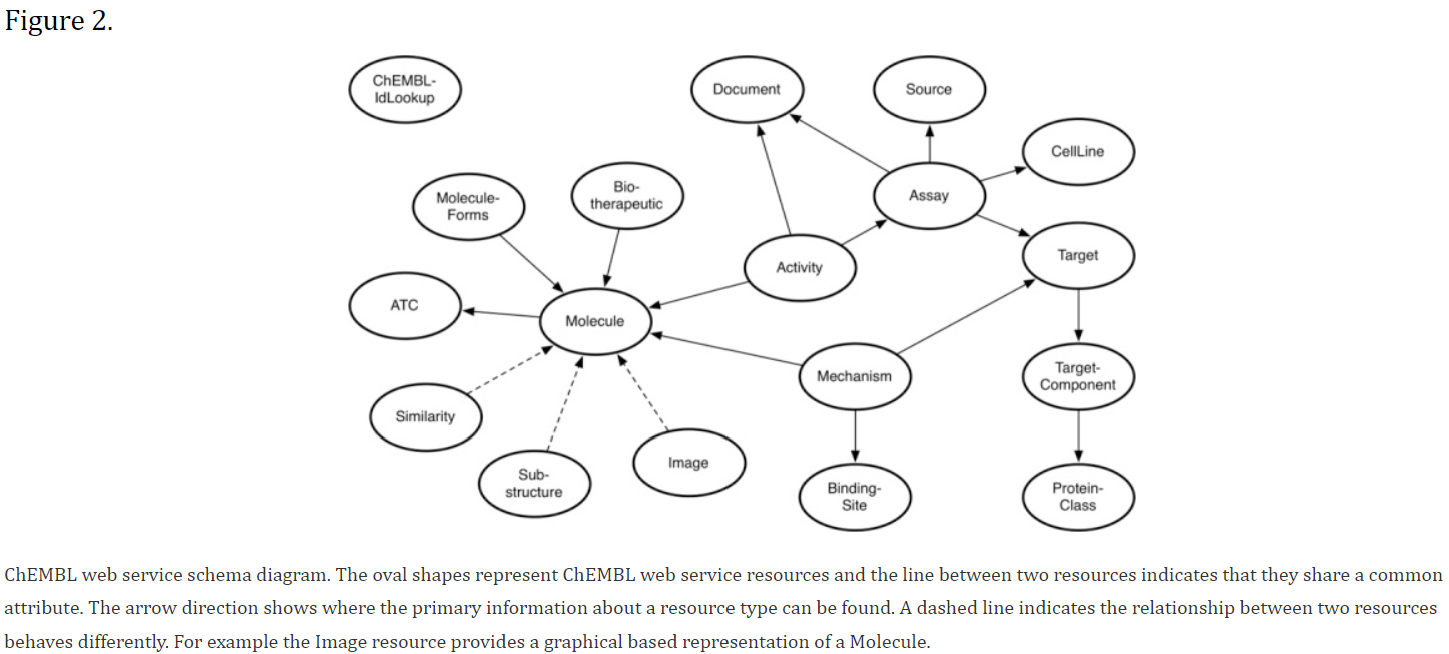 Figure 2.
ChEMBL-
IdLookup
Document
Source
CellLine
Molecule-
Forms
Bio-
therapeutic
Assay
Activity
Target
ATC
Molecule
Mechanism
Target-
Component
Similarity
Sub-
structure
Image
Binding-
Site
Protein-
Class
ChEMBL web service schema diagram. The oval shapes represent ChEMBL web service resources and the line between two resources indicates that they share a common
attribute. The arrow direction shows where the primary information about a resource type can be found. A dashed line indicates the relationship between two resources
behaves differently. For example the Image resource provides a graphical based representation of a Molecule.